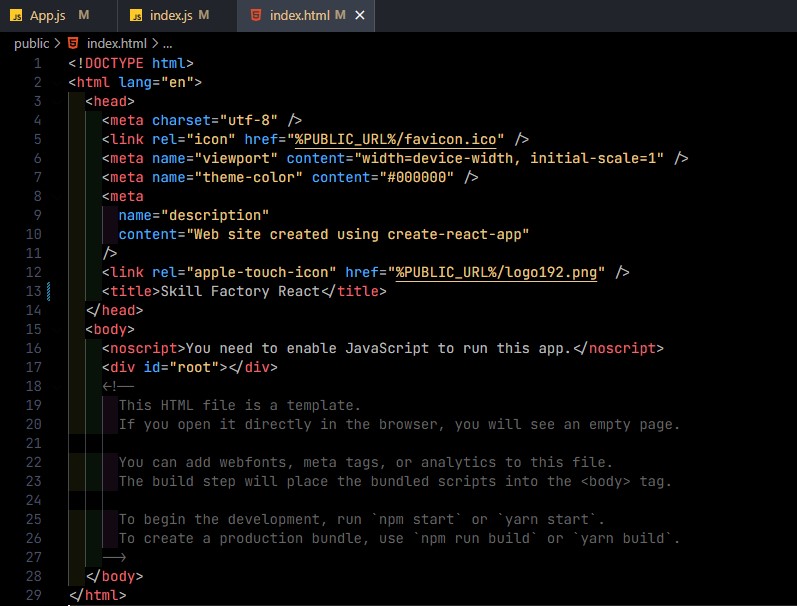 App.js M index.js M index.html M ×
public > index.html > ...
1 <!DOCTYPE html>
2 <html lang="en">
3 <head>
4 <meta charset="utf-8" />
5 <link rel="icon" href="%PUBLIC_URL%/favicon.ico" />
6 <meta name="viewport" content="width=device-width, initial-scale=1" />
7 <meta name="theme-color" content="#000000" />
8 <meta
9 name="description"
10 content="Web site created using create-react-app"
11 />
12 <link rel="apple-touch-icon" href="%PUBLIC_URL%/logo192.png" />
13 <title>Skill Factory React</title>
14 </head>
15 <body>
16 <noscript>You need to enable JavaScript to run this app.</noscript>
17 <div id="root"></div>
18 <!--
19 This HTML file is a template.
20 If you open it directly in the browser, you will see an empty page.
21
22 You can add webfonts, meta tags, or analytics to this file.
23 The build step will place the bundled scripts into the <body> tag.
24
25 To begin the development, run `npm start` or `yarn start`.
26 To create a production bundle, use `npm run build` or `yarn build`.
27 -->
28 </body>
29 </html>